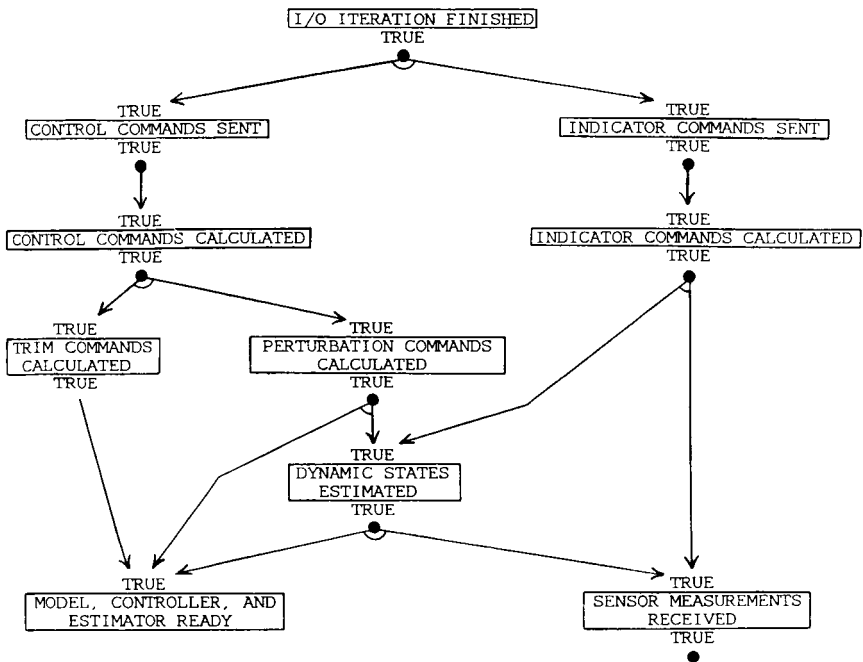 I/O ITERATION FINISHED
TRUE
TRUE
TRUE
CONTROL COMMANDS SENT
INDICATOR COMMANDS SENT
TRUE
TRUE
TRUE
TRUE
CONTROL COMMANDS CALCULATED
INDICATOR COMMANDS CALCULATED
TRUE
TRUE
TRUE
TRUE
TRIM COMMANDS
CALCULATED
PERTURBATION COMMANDS
CALCULATED
TRUE
TRUE
TRUE
DYNAMIC STATES
ESTIMATED
TRUE
TRUE
TRUE
MODEL, CONTROLLER, AND
ESTIMATOR READY
SENSOR MEASUREMENTS
RECEIVED
TRUE